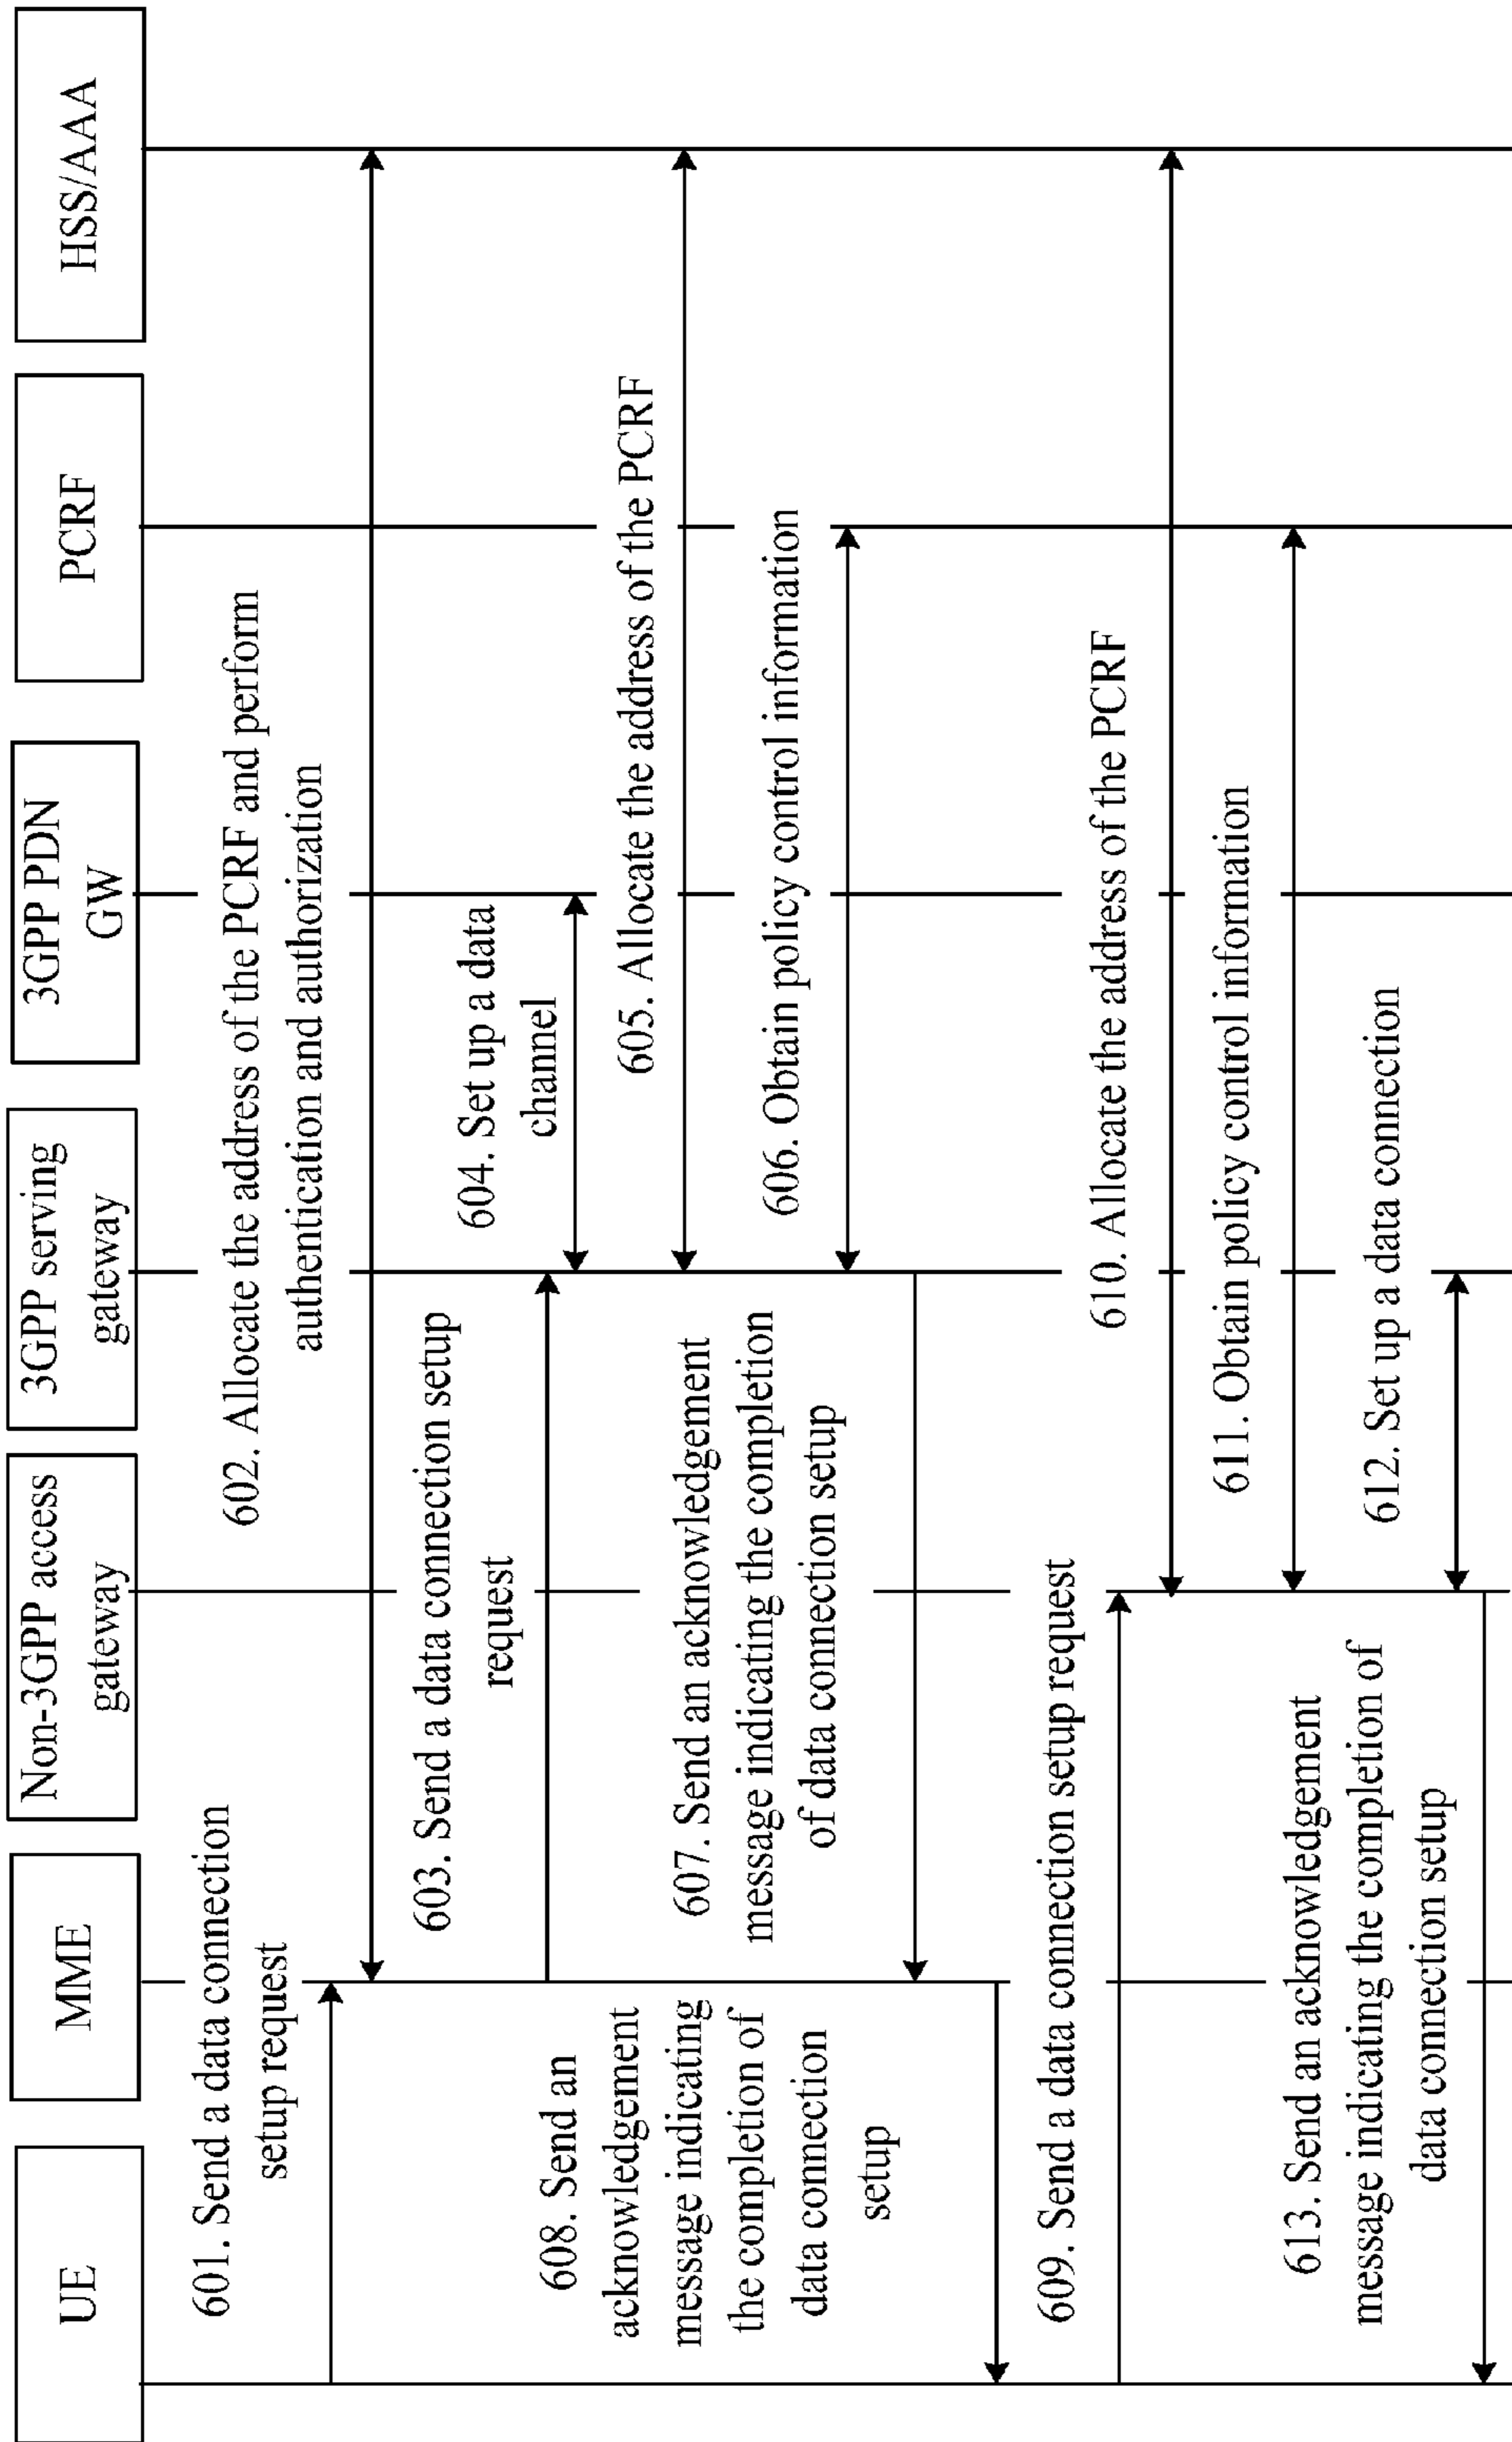 UE
MME
Non-3GPP access
gateway
3GPP serving
gateway
3GPP PDN
GW
PCRF
HSS/AAA
601. Send a data connection
setup request
602. Allocate the address of the PCRF and perform
authentication and authorization
603. Send a data connection setup
request
604. Set up a data
channel
605. Allocate the address of the PCRF
606. Obtain policy control information
607. Send an acknowledgement
message indicating the completion
of data connection setup
608. Send an
acknowledgement
message indicating
the completion of
data connection
setup
609. Send a data connection setup request
610. Allocate the address of the PCRF
611. Obtain policy control information
612. Set up a data connection
613. Send an acknowledgement
message indicating the completion of
data connection setup